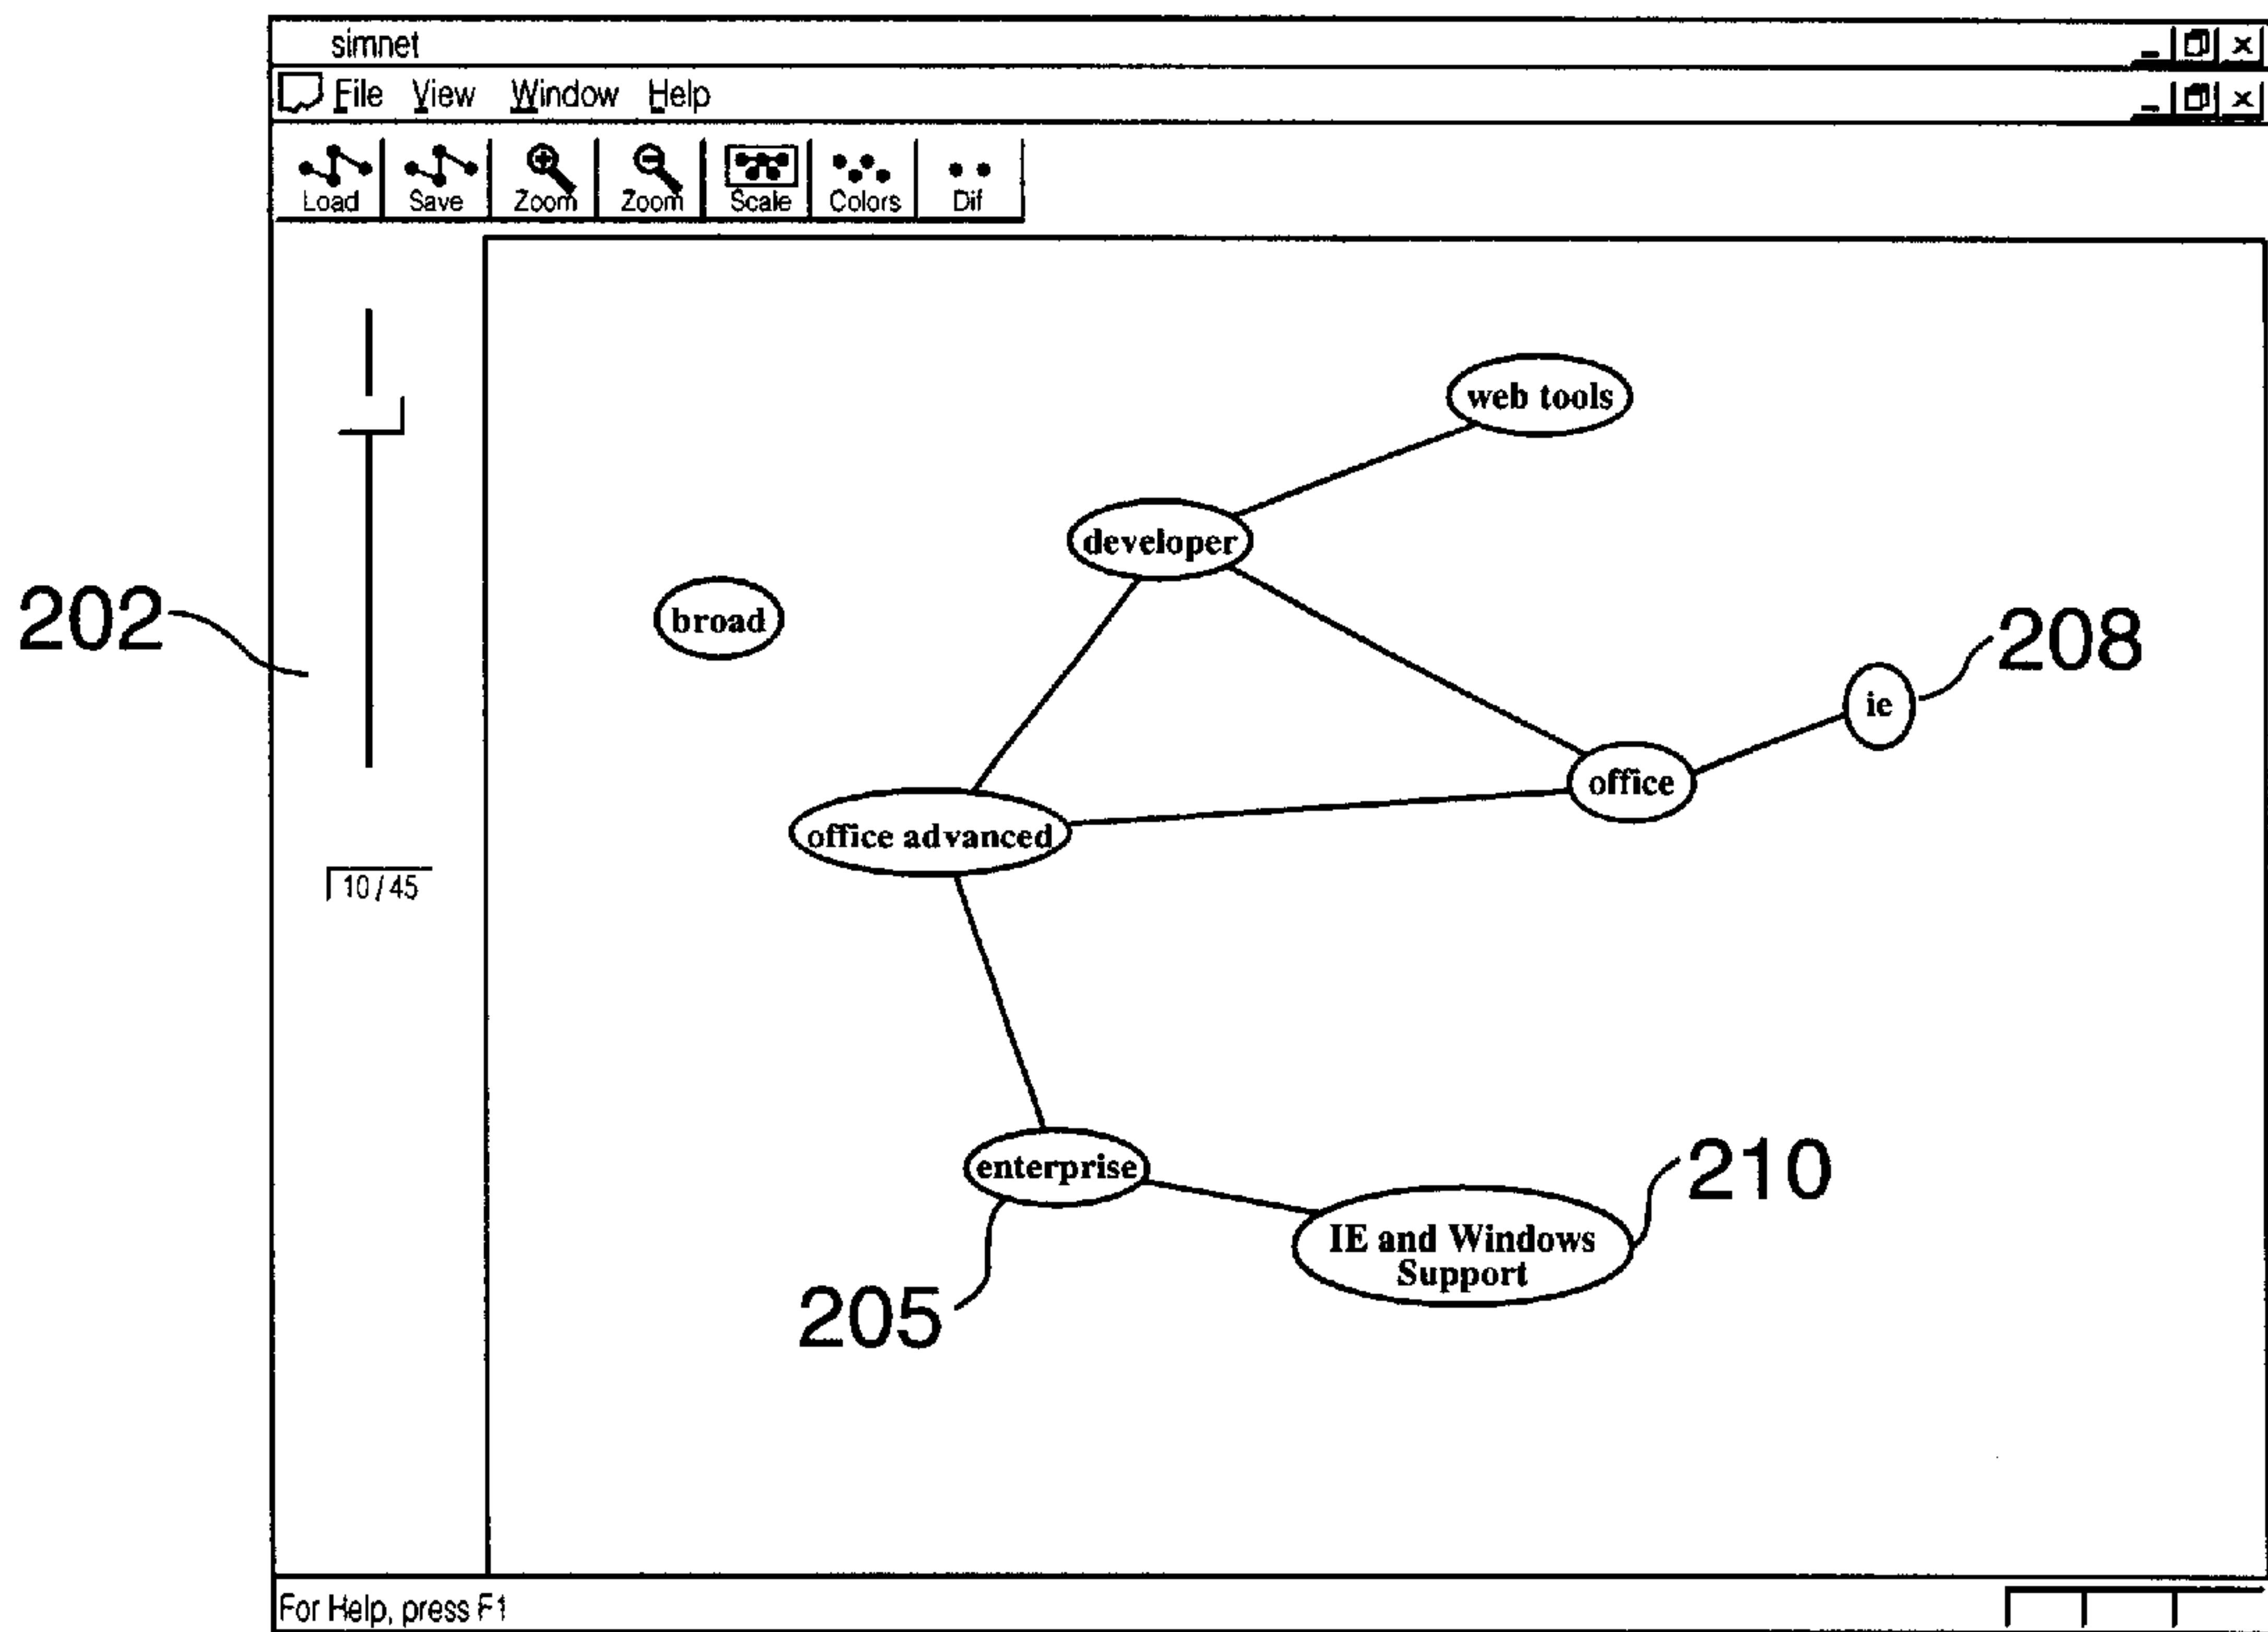 simnet
File View Window Help
Load Save Zoom Zoom Scale Colors Dif
web tools
developer
broad
202
208
ie
office
office advanced
10/45
enterprise
210
IE and Windows
Support
205
For Help, press F1